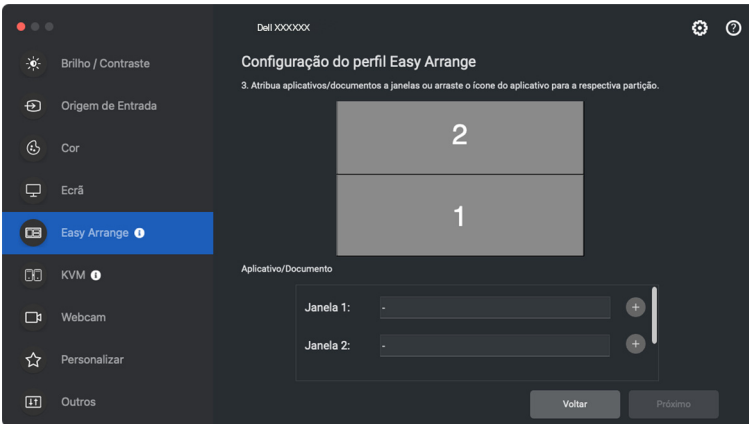 Dell XXXXXX
Brilho / Contraste
Origem de Entrada
Cor
Ecrã
Easy Arrange
KVM
Webcam
Personalizar
Outros
Configuração do perfil Easy Arrange
3. Atribua aplicativos/documentos a janelas ou arraste o ícone do aplicativo para a respectiva partição.
2
1
Aplicativo/Documento
Janela 1: -
Janela 2: -
Voltar Próximo